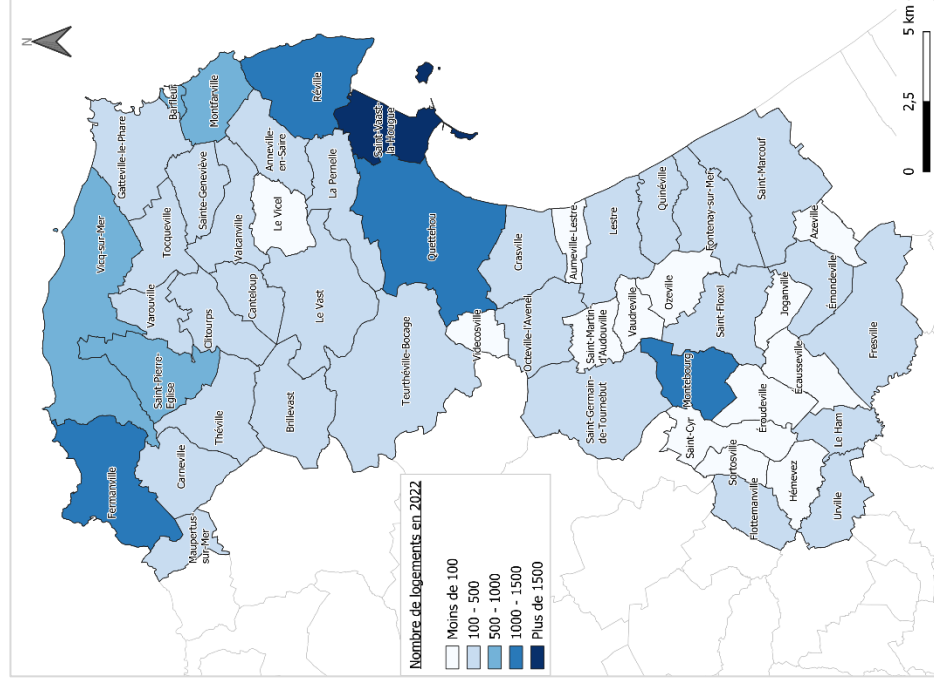 N
Fermanville
Maupertus
sur-Mer
Carneville
Théville
Saint-Pierre-
Eglise
Vicq-sur-Mer
Varouville
Clitourps
Canteloup
Brillevast
Le Vast
Teurthéville-Bocage
Tocqueville
Gatteville-le-Phare
Sainte-Geneviève
Valcanville
Barfleur
Montfarville
Anneville-
en-Saire
Le Vicel
La Pernelle
Réville
Saint-Vaast-
la-Hougue
Quettehou
Videcosville
Octeville-l'Avenel
Crasville
Aumeville-Lestre
Lestre
Saint-Martin
d'Audouville
Vaudreville
Ozeville
Quinéville
Fontenay-sur-Mer
Saint-Marcouf
Saint-Germain-
de-Tournebut
Saint-Floxel
Montebourg
Saint-Cyr
Sortosville
Flottemanville
Hémevez
Éroudeville
Urville
Le Ham
Écausseville
Joganville
Émondeville
Azeville
Fresville
Nombre de logements en 2022
Moins de 100
100 - 500
500 - 1000
1000 - 1500
Plus de 1500
0 2,5 5 km